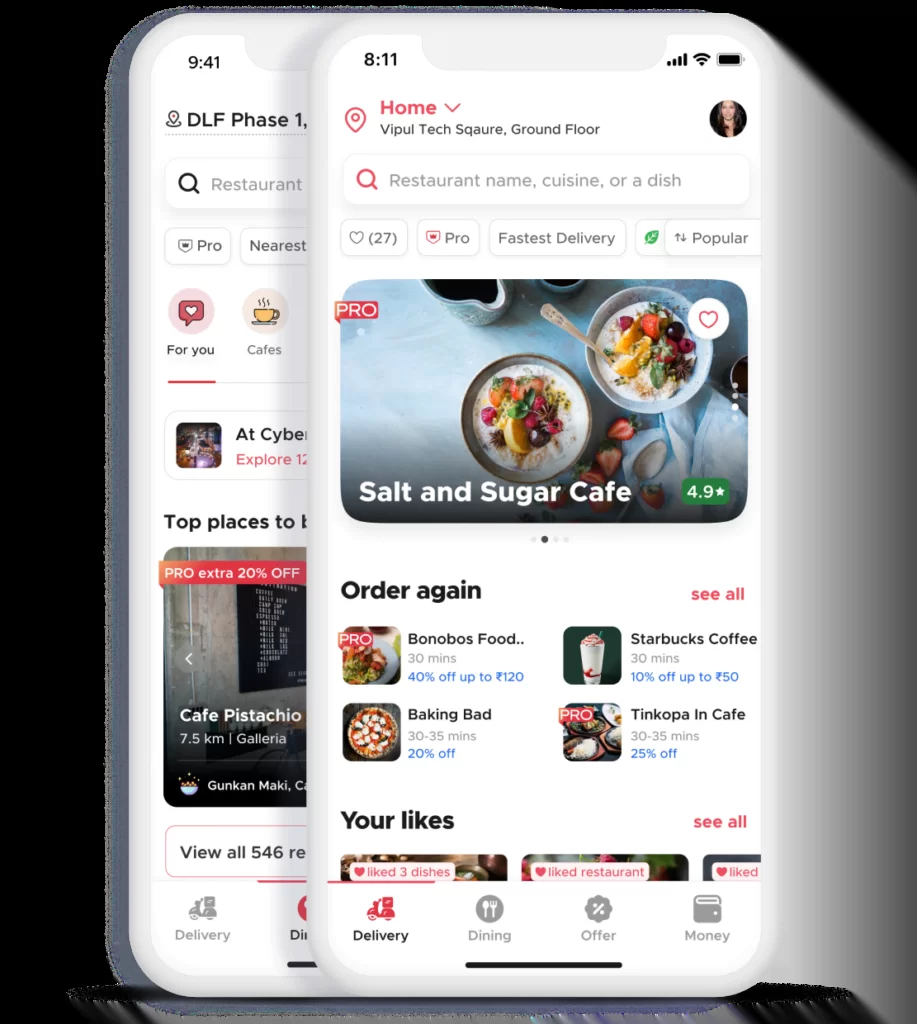 9:41
DLF Phase 1,
Restaurant
Pro
Nearest
For you
Cafes
At Cyber
Explore 12
Top places to b
PRO extra 20% OFF
COFFEE
Cafe Pistachio
7.5 km | Galleria
Gunkan Maki, Ca
View all 546 re
Delivery
Din
8:11
Home
Vipul Tech Sqaure, Ground Floor
Restaurant name, cuisine, or a dish
(27)
Pro
Fastest Delivery
Popular
PRO
Salt and Sugar Cafe
4.9★
Order again
see all
PRO
Bonobos Food..
30 mins
40% off up to ₹120
Starbucks Coffee
30 mins
10% off up to ₹50
Baking Bad
30-35 mins
20% off
PRO
Tinkopa In Cafe
30-35 mins
25% off
Your likes
see all
liked 3 dishes
liked restaurant
liked
Delivery
Dining
Offer
Money